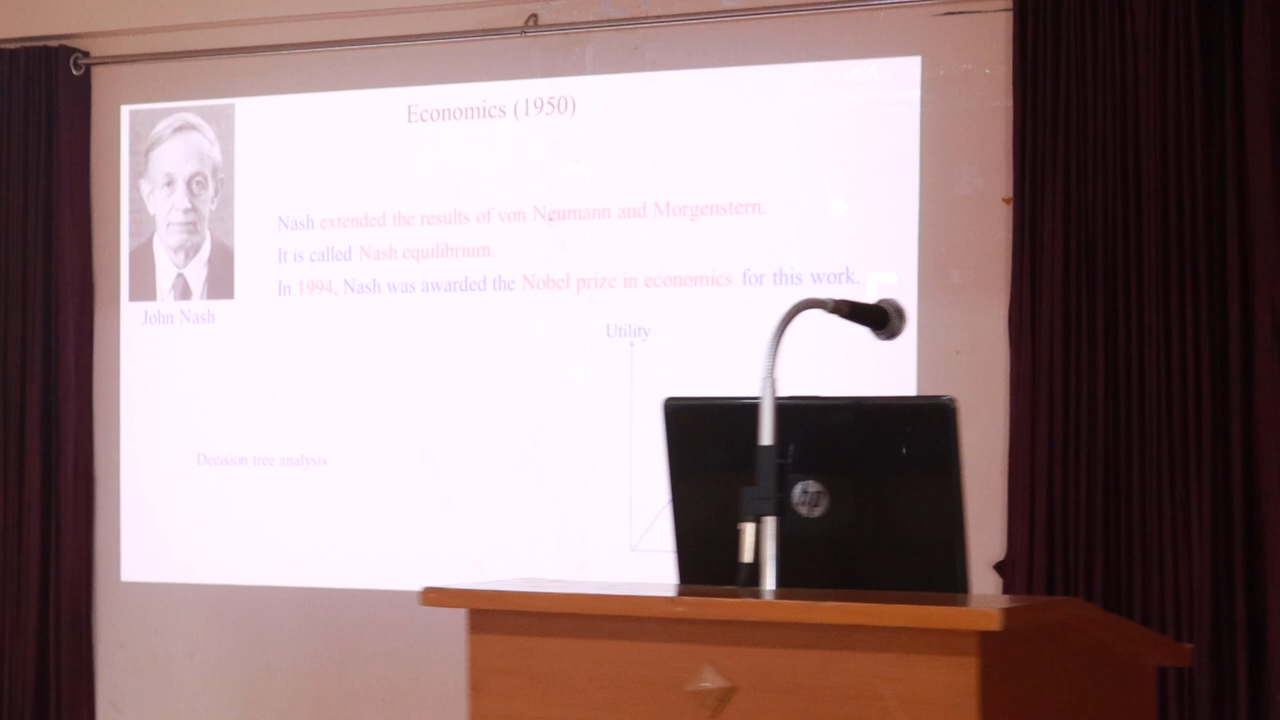 Economics (1950)
Nash extended the results of von Neumann and Morgenstern.
It is called Nash equilibrium.
In 1994, Nash was awarded the Nobel prize in economics for this work.
John Nash
Utility
Decision tree analysis
hp